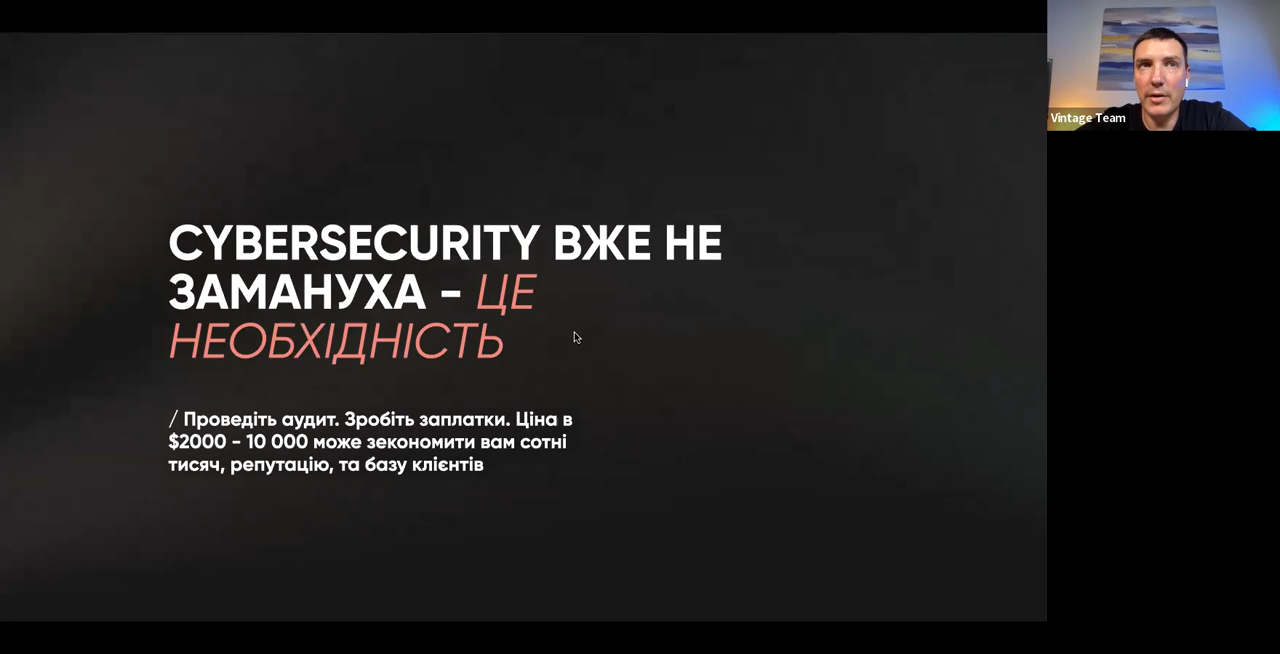 CYBERSECURITY ВЖЕ НЕ
ЗАМАНУХА - ЦЕ
НЕОБХІДНІСТЬ
/ Проведіть аудит. Зробіть заплатки. Ціна в
$2000 - 10 000 може зекономити вам сотні
тисяч, репутацію, та базу клієнтів
Vintage Team